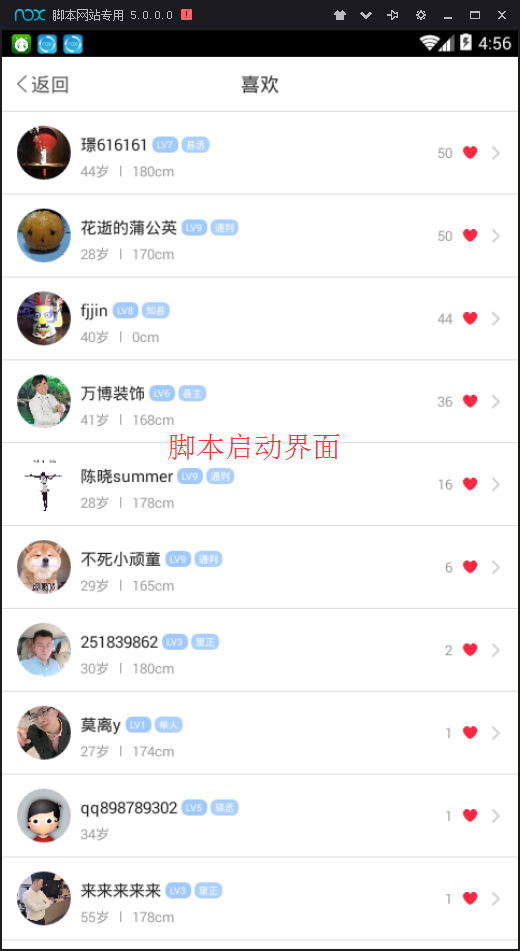 nox 脚本网站专用 5.0.0.0
4:56
返回
喜欢
璟616161 LV7 县丞
44岁 | 180cm
50
花逝的蒲公英 LV9 通判
28岁 | 170cm
50
fjjin LV8 知县
40岁 | 0cm
44
万博装饰 LV6 县主
41岁 | 168cm
36
脚本启动界面
陈晓summer LV9 通判
28岁 | 178cm
16
不死小顽童 LV9 通判
29岁 | 165cm
6
251839862 LV3 里正
30岁 | 180cm
2
莫离y LV1 举人
27岁 | 174cm
1
qq898789302 LV5 驿丞
34岁
1
来来来来来 LV3 里正
55岁 | 178cm
1